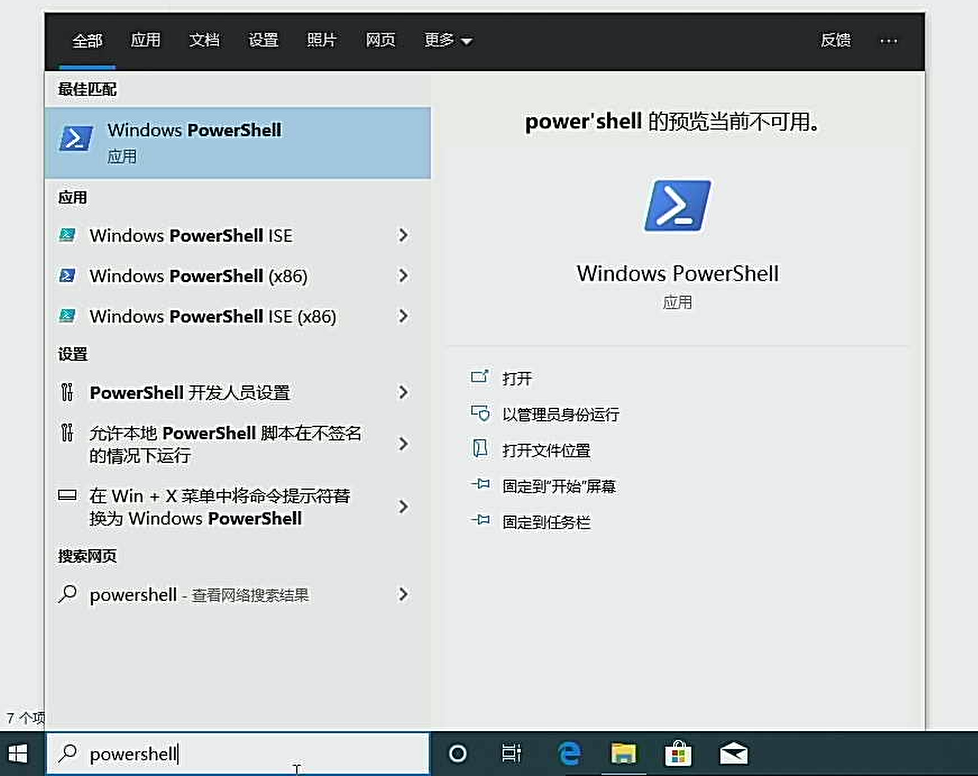 全部 应用 文档 设置 照片 网页 更多 反馈 ...
最佳匹配
Windows PowerShell
应用
应用
Windows PowerShell ISE
Windows PowerShell (x86)
Windows PowerShell ISE (x86)
设置
PowerShell 开发人员设置
允许本地 PowerShell 脚本在不签名
的情况下运行
在 Win + X 菜单中将命令提示符替
换为 Windows PowerShell
搜索网页
powershell - 查看网络搜索结果
power'shell 的预览当前不可用。
Windows PowerShell
应用
打开
以管理员身份运行
打开文件位置
固定到"开始"屏幕
固定到任务栏
7 个项
powershell